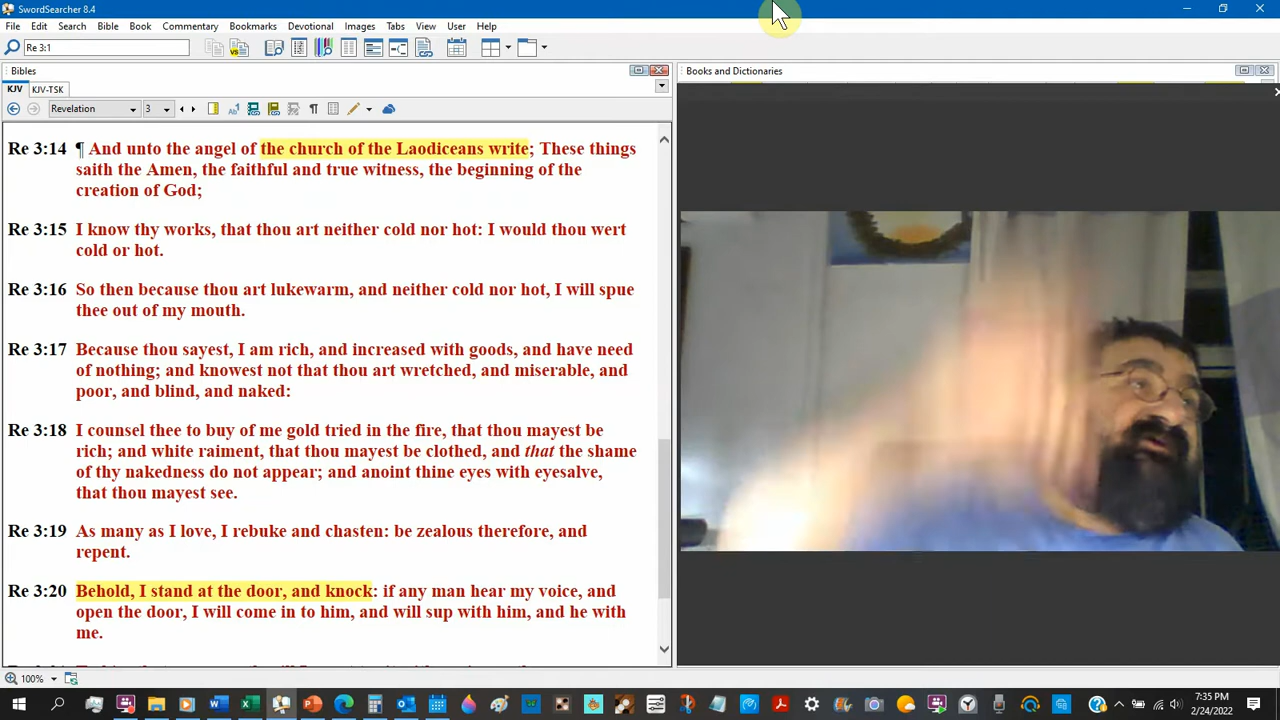 SwordSearcher 8.4
File Edit Search Bible Book Commentary Bookmarks Devotional Images Tabs View User Help
Re 3:1
Bibles
Books and Dictionaries
KJV KJV-TSK
Revelation 3
Re 3:14 ¶ And unto the angel of the church of the Laodiceans write; These things
saith the Amen, the faithful and true witness, the beginning of the
creation of God;
Re 3:15 I know thy works, that thou art neither cold nor hot: I would thou wert
cold or hot.
Re 3:16 So then because thou art lukewarm, and neither cold nor hot, I will spue
thee out of my mouth.
Re 3:17 Because thou sayest, I am rich, and increased with goods, and have need
of nothing; and knowest not that thou art wretched, and miserable, and
poor, and blind, and naked:
Re 3:18 I counsel thee to buy of me gold tried in the fire, that thou mayest be
rich; and white raiment, that thou mayest be clothed, and that the shame
of thy nakedness do not appear; and anoint thine eyes with eyesalve,
that thou mayest see.
Re 3:19 As many as I love, I rebuke and chasten: be zealous therefore, and
repent.
Re 3:20 Behold, I stand at the door, and knock: if any man hear my voice, and
open the door, I will come in to him, and will sup with him, and he with
me.
100%
7:35 PM
2/24/2022